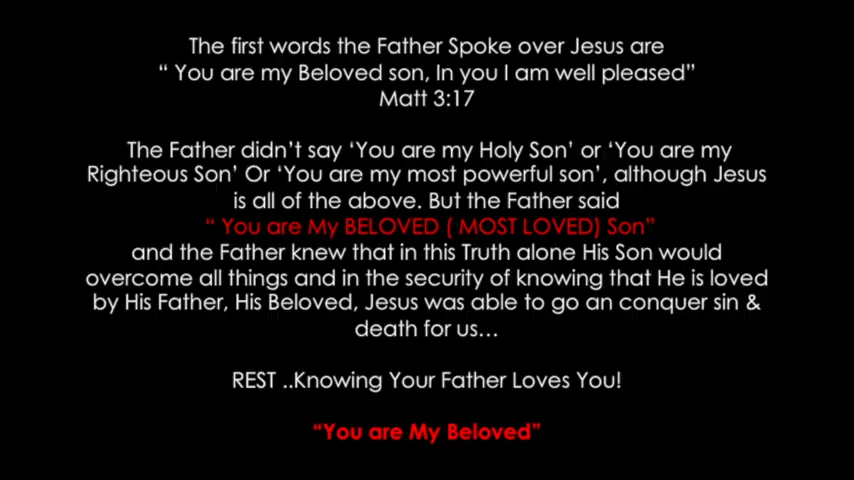 The first words the Father Spoke over Jesus are
“ You are my Beloved son, In you I am well pleased”
Matt 3:17
The Father didn’t say ‘You are my Holy Son’ or ‘You are my
Righteous Son’ Or ‘You are my most powerful son’, although Jesus
is all of the above. But the Father said
“ You are My BELOVED ( MOST LOVED) Son”
and the Father knew that in this Truth alone His Son would
overcome all things and in the security of knowing that He is loved
by His Father, His Beloved, Jesus was able to go an conquer sin &
death for us…
REST ..Knowing Your Father Loves You!
“You are My Beloved”